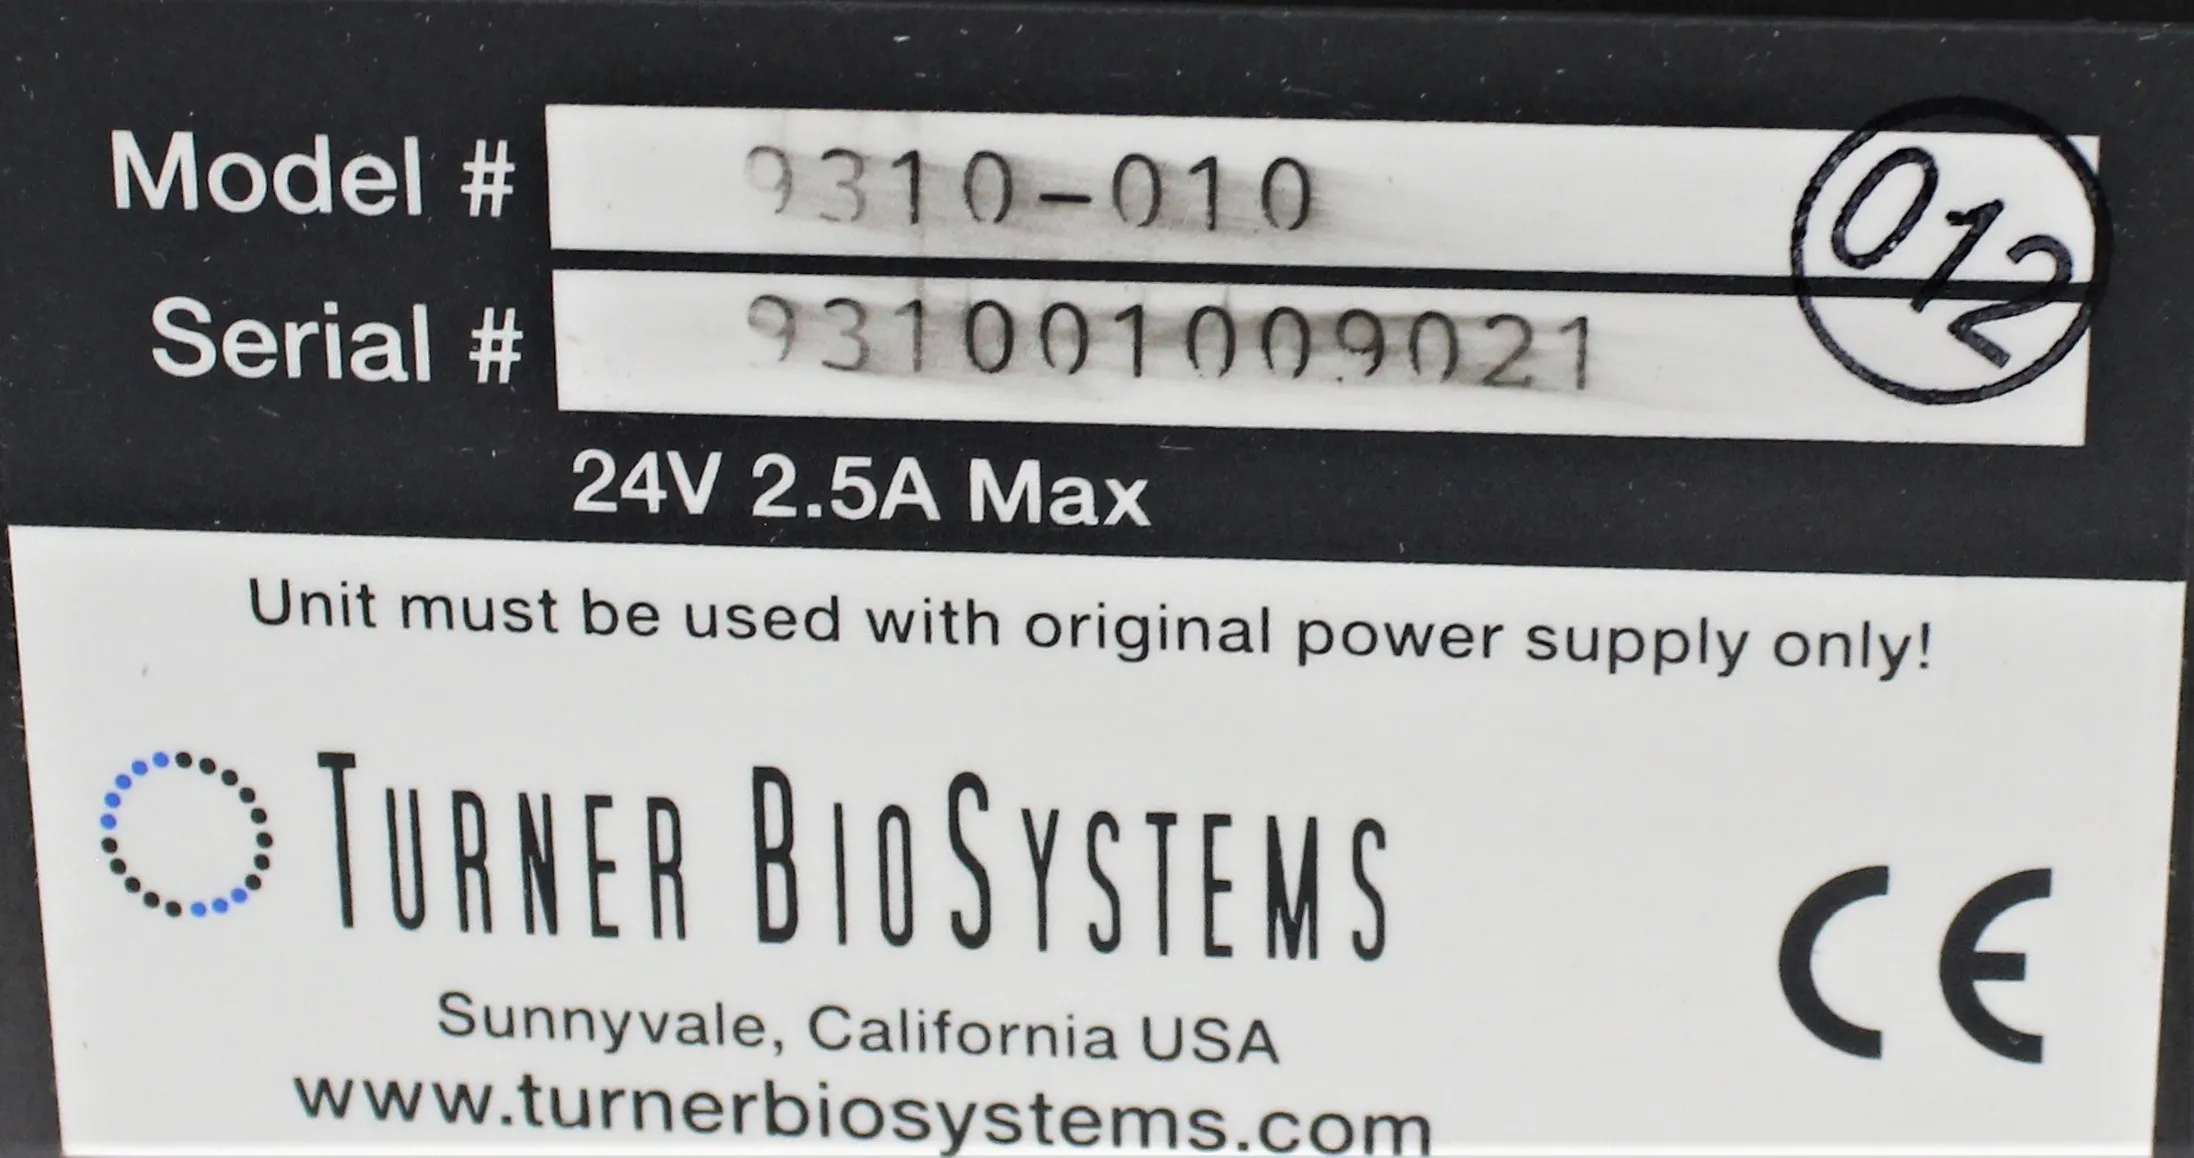 Model # 9310-010
012
Serial # 931001009021
24V 2.5A Max
Unit must be used with original power supply only!
TURNER BIOSYSTEMS
CE
Sunnyvale, California USA
www.turnerbiosystems.com